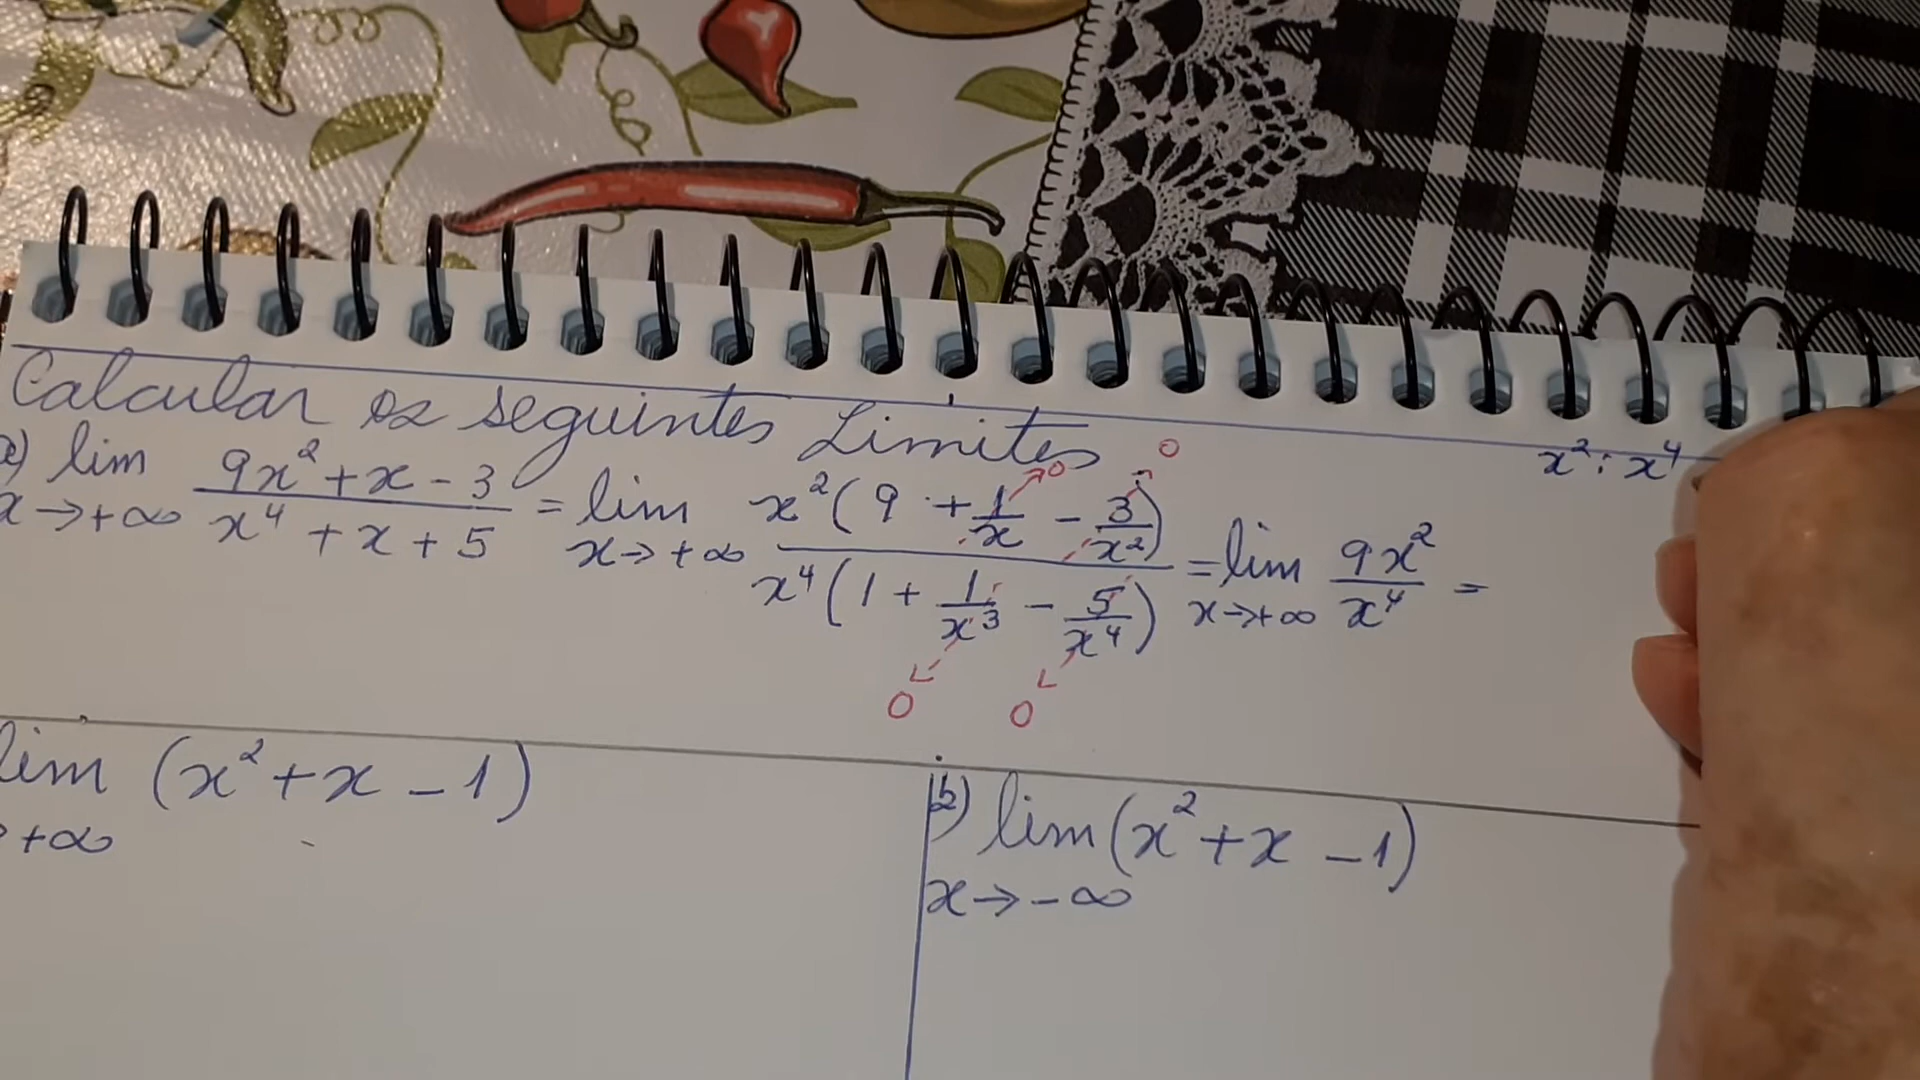 Calcular os seguintes Limites
x² : x⁴
a) lim x→+∞ (9x² + x - 3)/(x⁴ + x + 5) = lim x→+∞ x²(9 + 1/x - 3/x²)/x⁴(1 + 1/x³ - 5/x⁴) = lim x→+∞ 9x²/x⁴ =
0 0
0 0
lim (x² + x - 1)
→ +∞
b) lim (x² + x - 1)
x→ - ∞